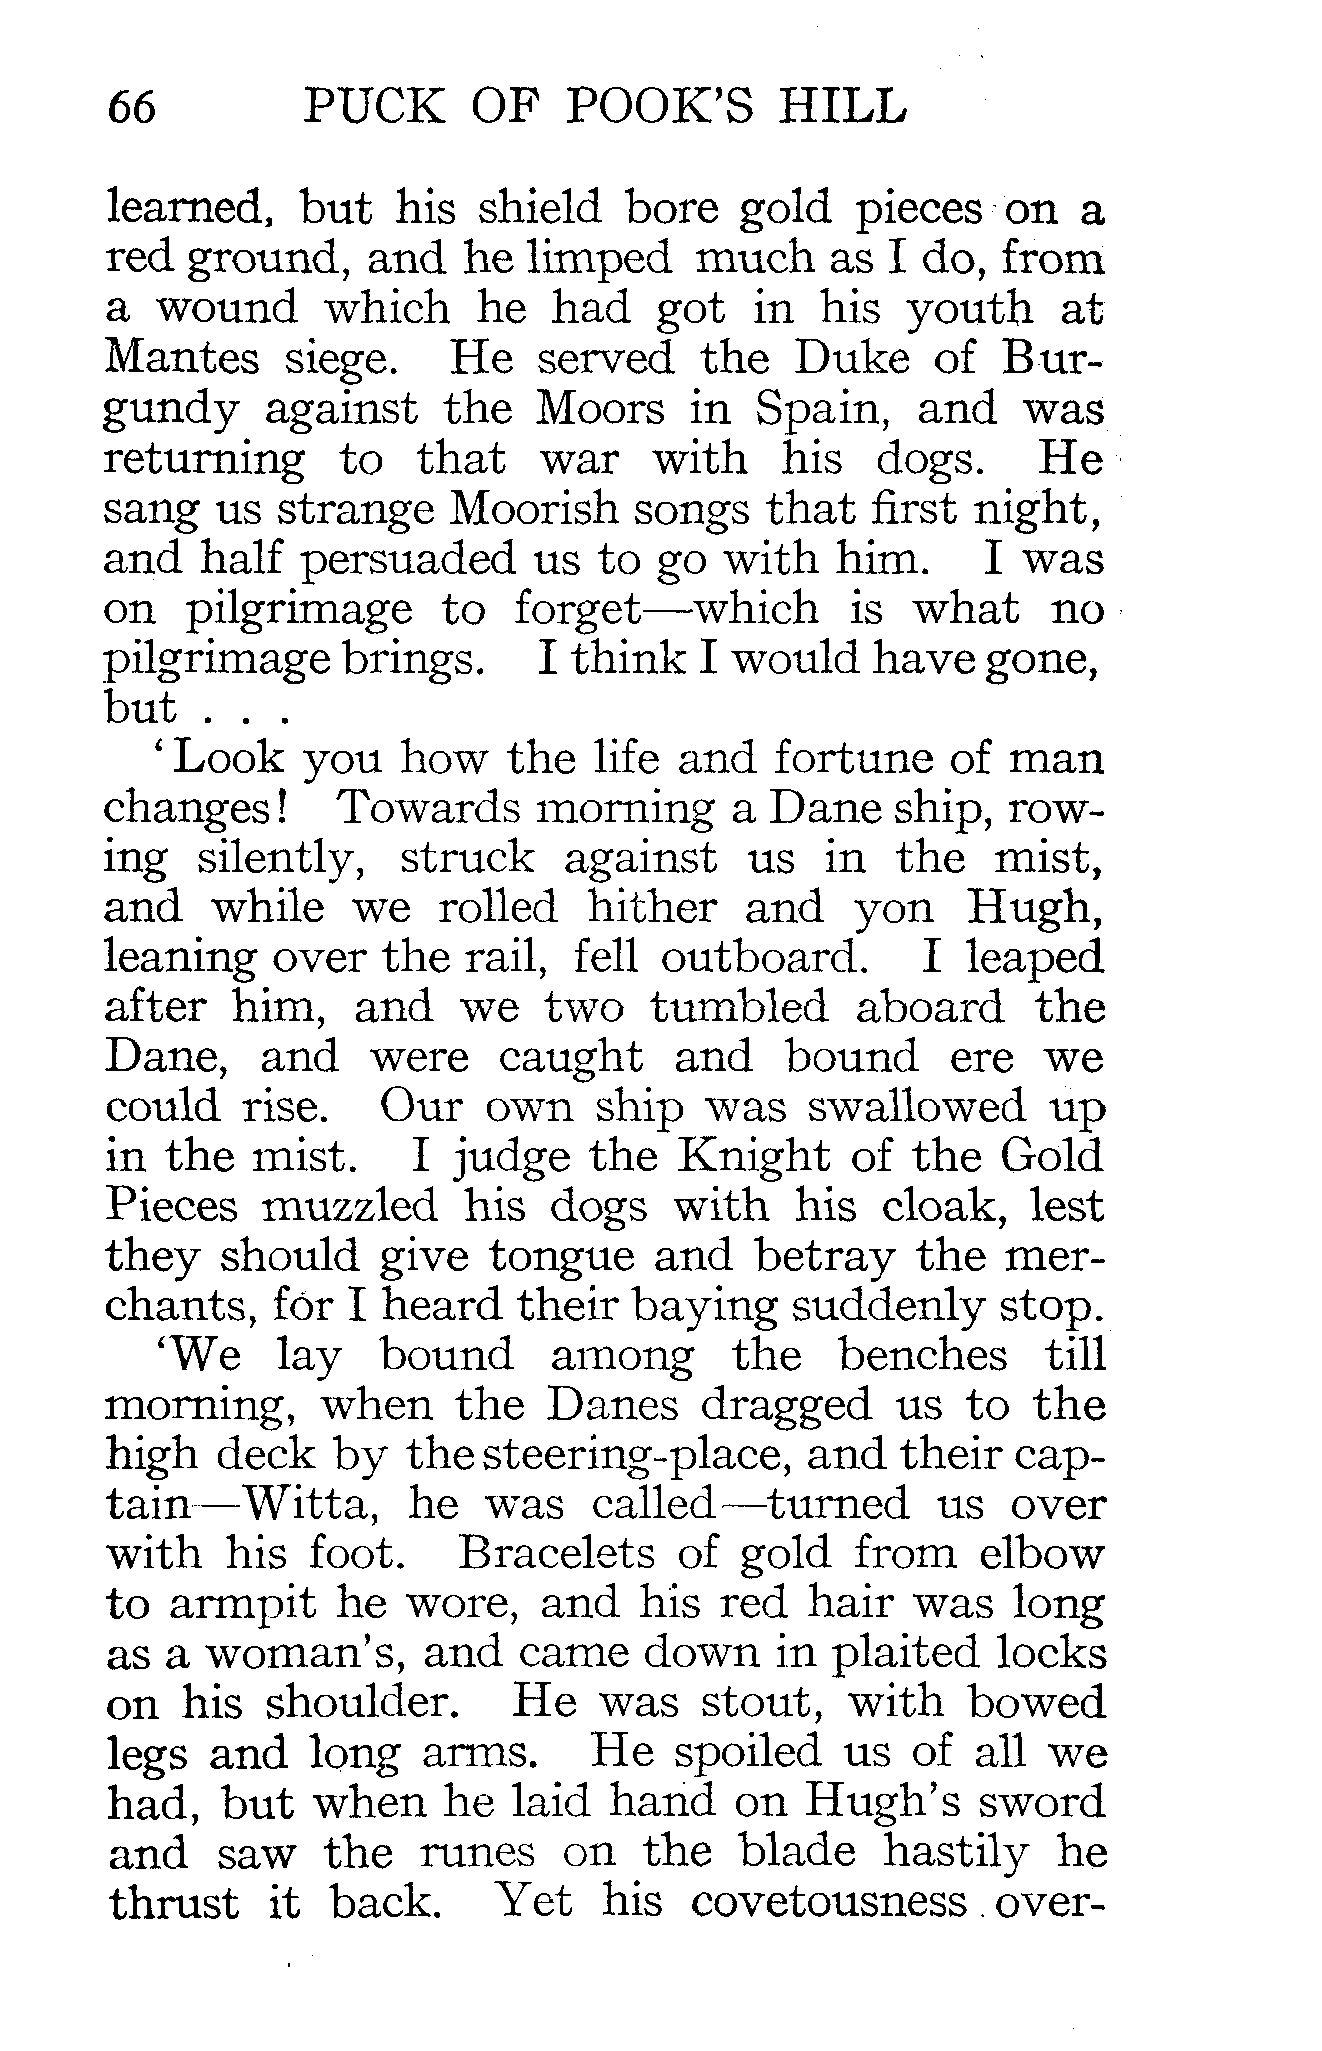 66 PUCK OF POOK'S HILL
learned, but his shield bore gold pieces on a
red ground, and he limped much as I do, from
a wound which he had got in his youth at
Mantes siege. He served the Duke of Bur-
gundy against the Moors in Spain, and was
returning to that war with his dogs. He
sang us strange Moorish songs that first night,
and half persuaded us to go with him. I was
on pilgrimage to forget—which is what no
pilgrimage brings. I think I would have gone,
but . . .
‘Look you how the life and fortune of man
changes! Towards morning a Dane ship, row-
ing silently, struck against us in the mist,
and while we rolled hither and yon Hugh,
leaning over the rail, fell outboard. I leaped
after him, and we two tumbled aboard the
Dane, and were caught and bound ere we
could rise. Our own ship was swallowed up
in the mist. I judge the Knight of the Gold
Pieces muzzled his dogs with his cloak, lest
they should give tongue and betray the mer-
chants, for I heard their baying suddenly stop.
‘We lay bound among the benches till
morning, when the Danes dragged us to the
high deck by the steering-place, and their cap-
tain—Witta, he was called—turned us over
with his foot. Bracelets of gold from elbow
to armpit he wore, and his red hair was long
as a woman's, and came down in plaited locks
on his shoulder. He was stout, with bowed
legs and long arms. He spoiled us of all we
had, but when he laid hand on Hugh's sword
and saw the runes on the blade hastily he
thrust it back. Yet his covetousness over-